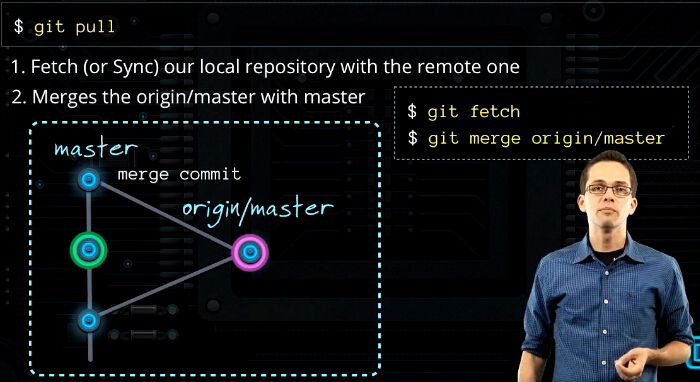 $ git pull
1. Fetch (or Sync) our local repository with the remote one
2. Merges the origin/master with master
$ git fetch
$ git merge origin/master
master
merge commit
origin/master